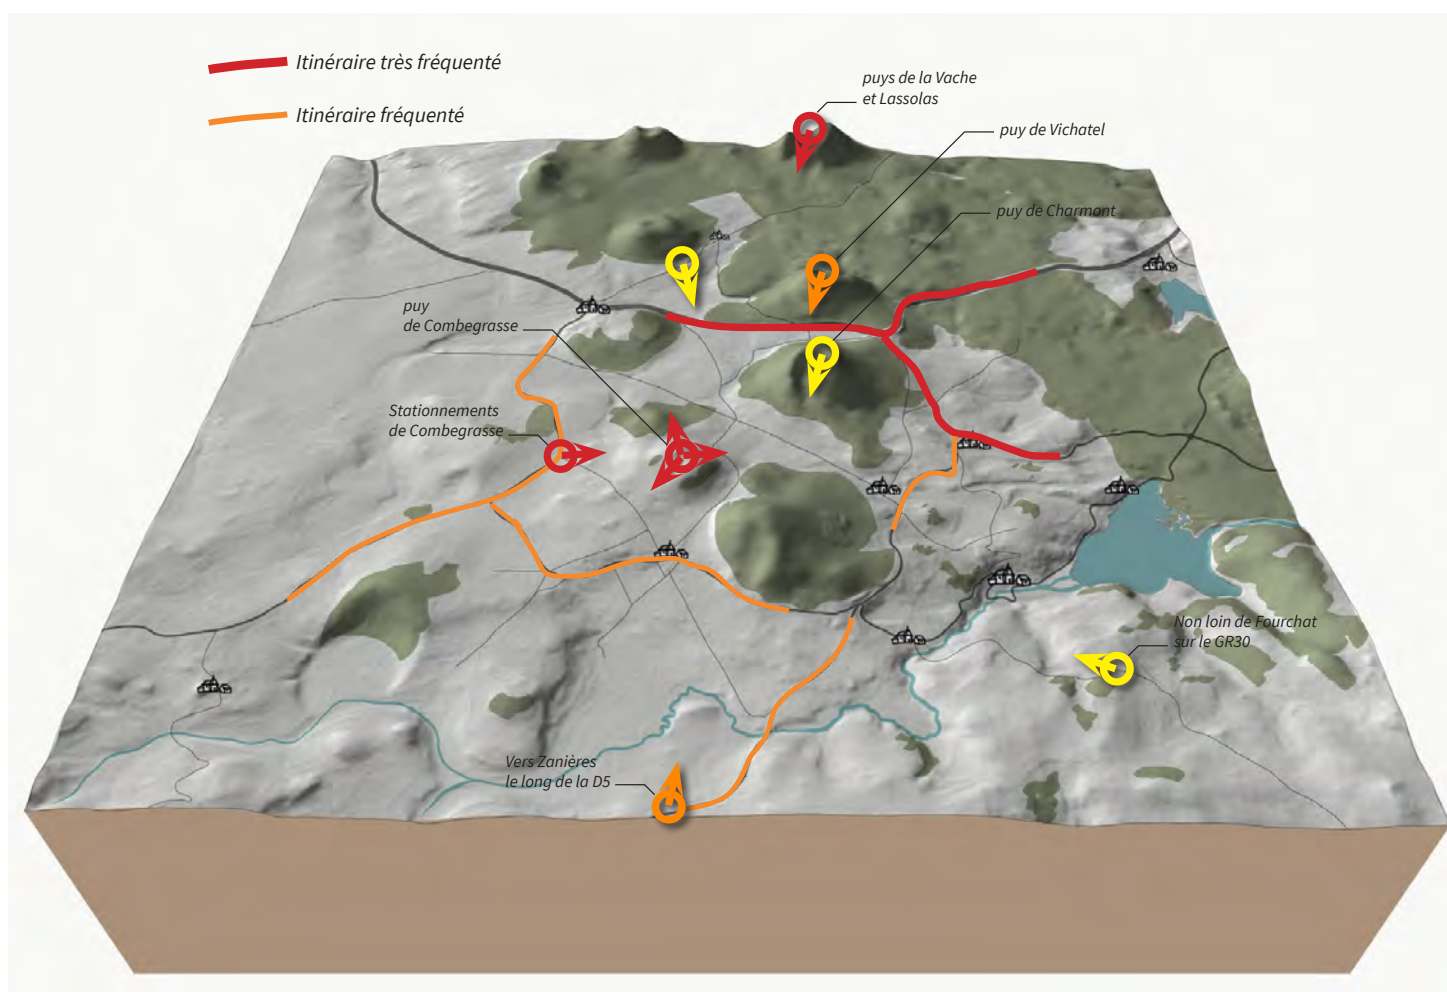 Itinéraire très fréquenté
Itinéraire fréquenté
puys de la Vache
et Lassolas
puy de Vichatel
puy de Charmont
puy
de Combegrasse
Stationnements
de Combegrasse
Non loin de Fourchat
sur le GR30
Vers Zanières
le long de la D5